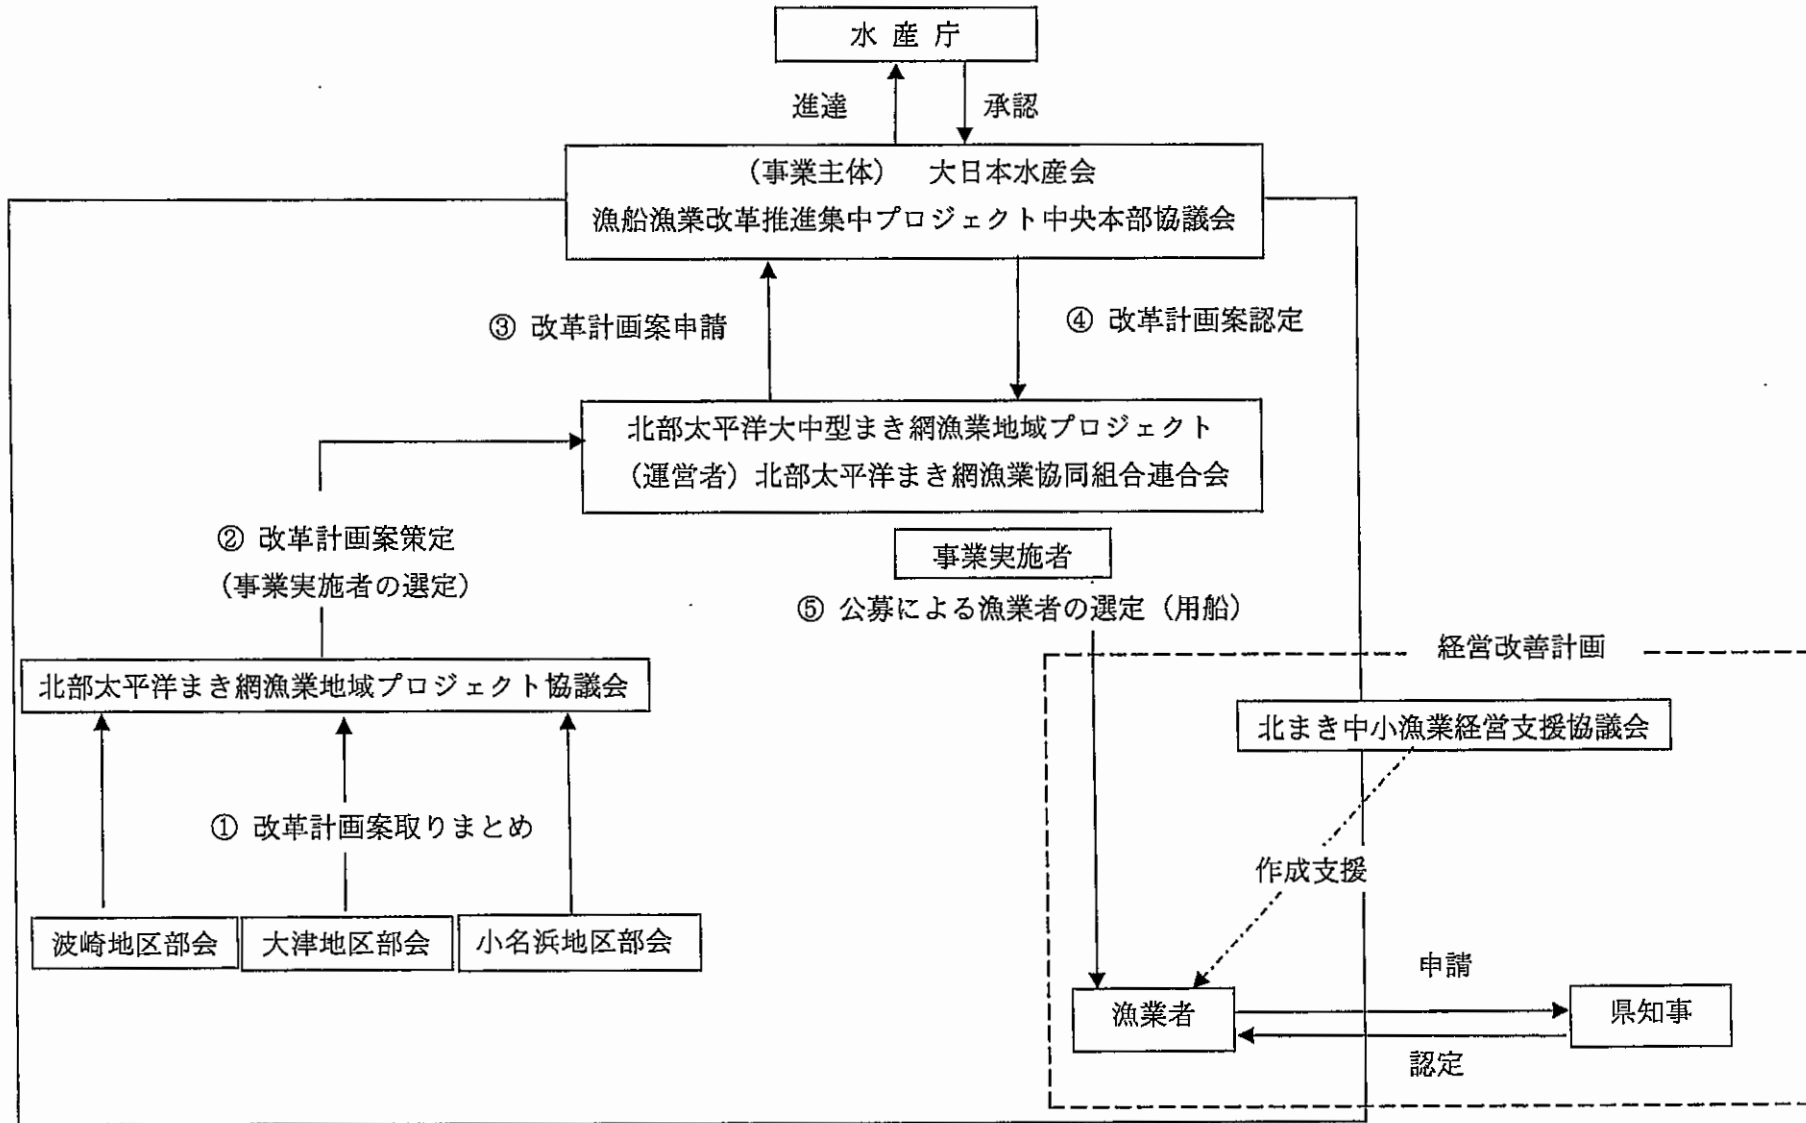 水 産 庁
進達
承認
（事業主体）　大日本水産会
漁船漁業改革推進集中プロジェクト中央本部協議会
③ 改革計画案申請
④ 改革計画案認定
北部太平洋大中型まき網漁業地域プロジェクト
（運営者）北部太平洋まき網漁業協同組合連合会
② 改革計画案策定
（事業実施者の選定）
事業実施者
⑤ 公募による漁業者の選定（用船）
経営改善計画
北部太平洋まき網漁業地域プロジェクト協議会
北まき中小漁業経営支援協議会
① 改革計画案取りまとめ
作成支援
波崎地区部会
大津地区部会
小名浜地区部会
申請
漁業者
県知事
認定